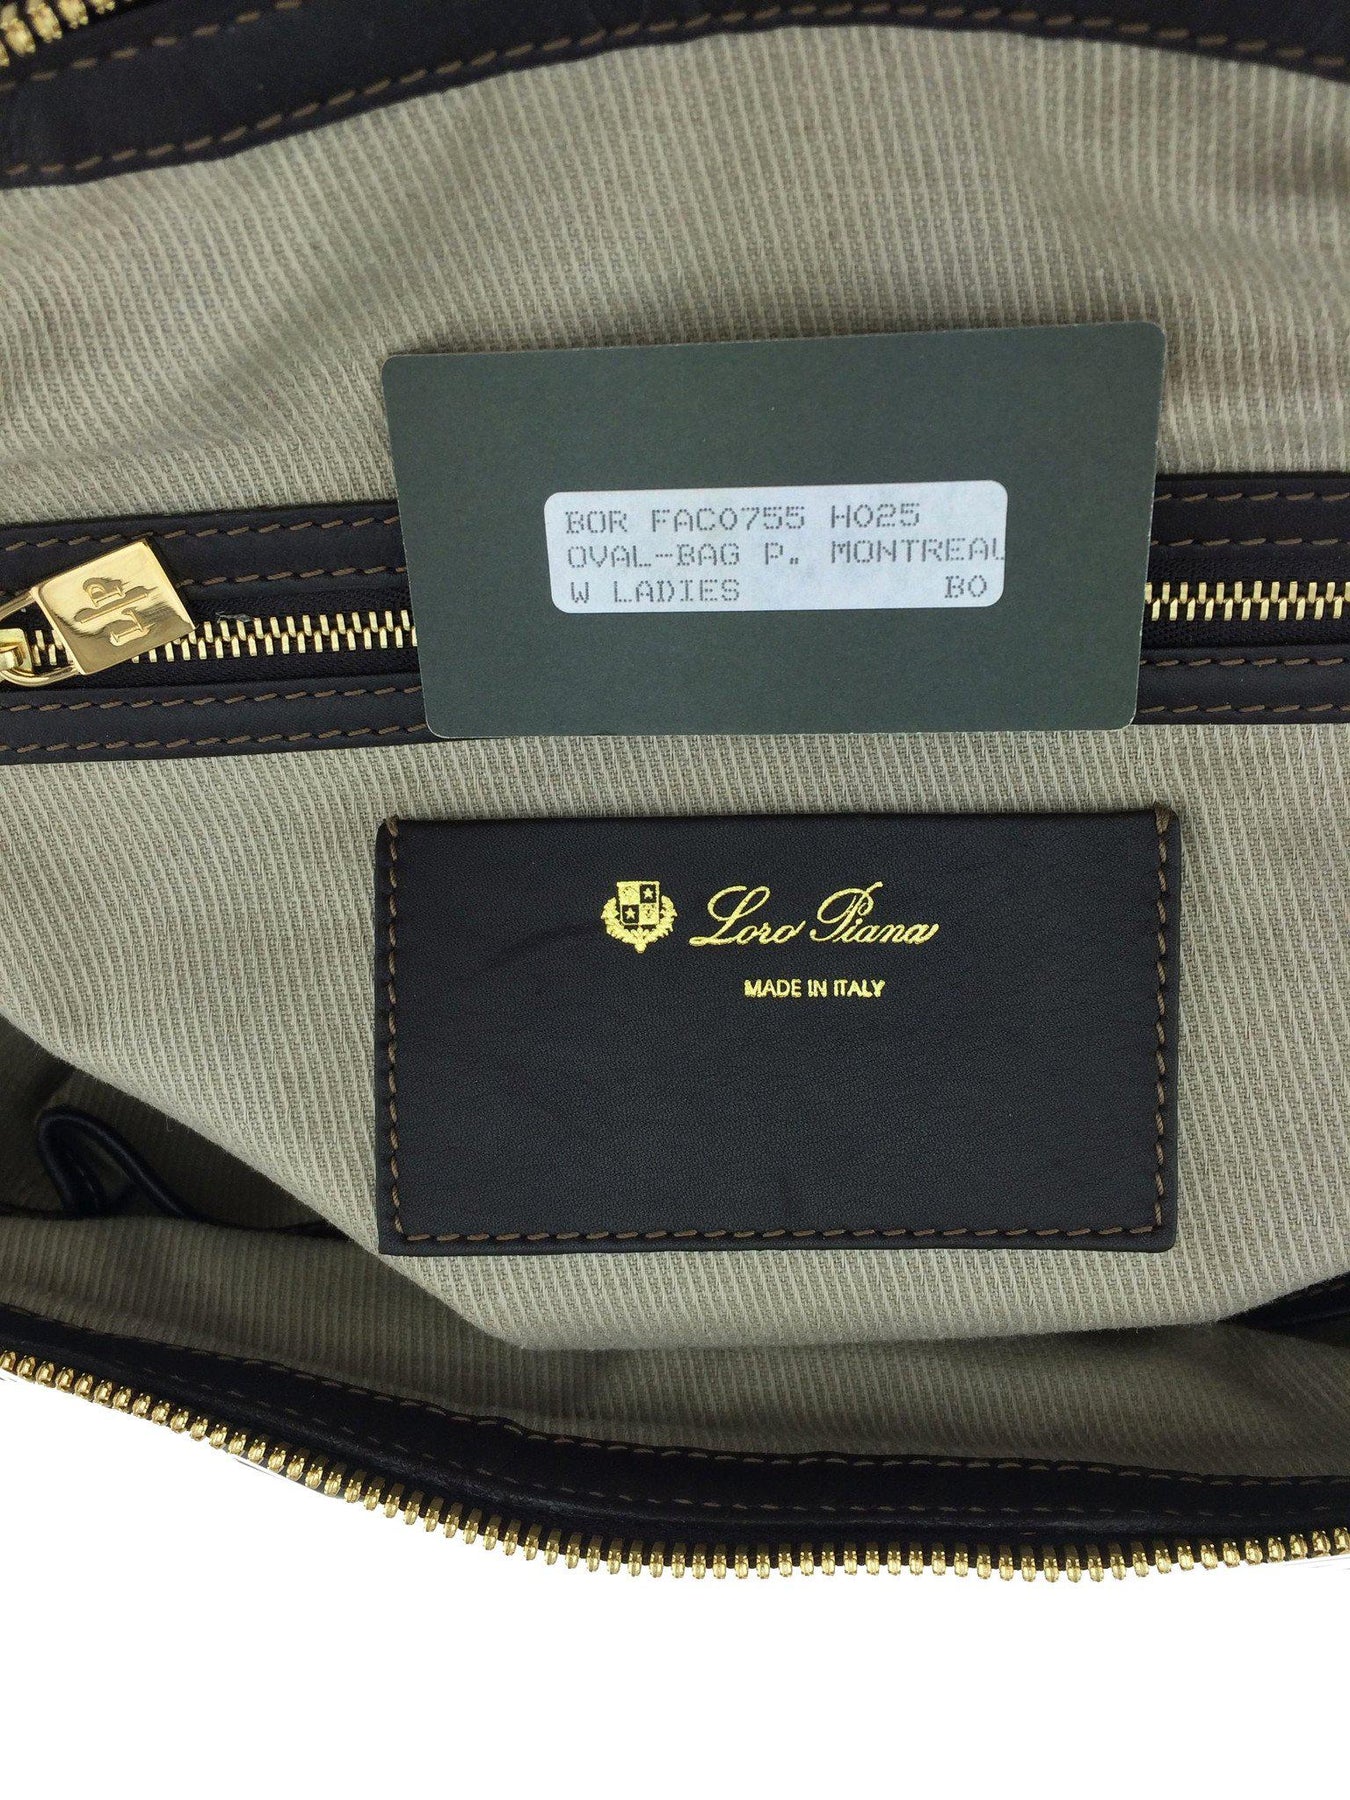 BOR FAC0755 H025
OVAL-BAG P. MONTREAL
W LADIES BO
Loro Piana
MADE IN ITALY